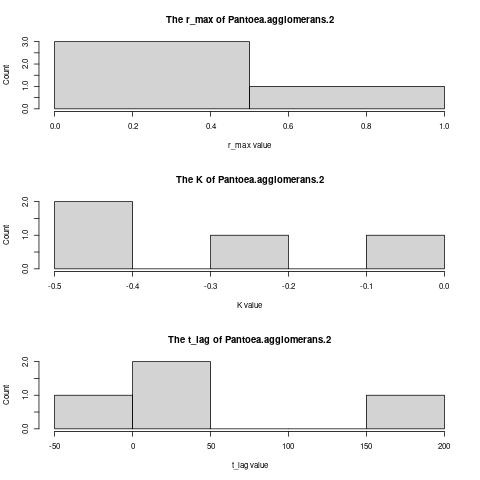 The r_max of Pantoea.agglomerans.2
Count
0.0 1.0 2.0 3.0
0.0 0.2 0.4 0.6 0.8 1.0
r_max value
The K of Pantoea.agglomerans.2
Count
0.0 1.0 2.0
-0.5 -0.4 -0.3 -0.2 -0.1 0.0
K value
The t_lag of Pantoea.agglomerans.2
Count
0.0 1.0 2.0
-50 0 50 100 150 200
t_lag value